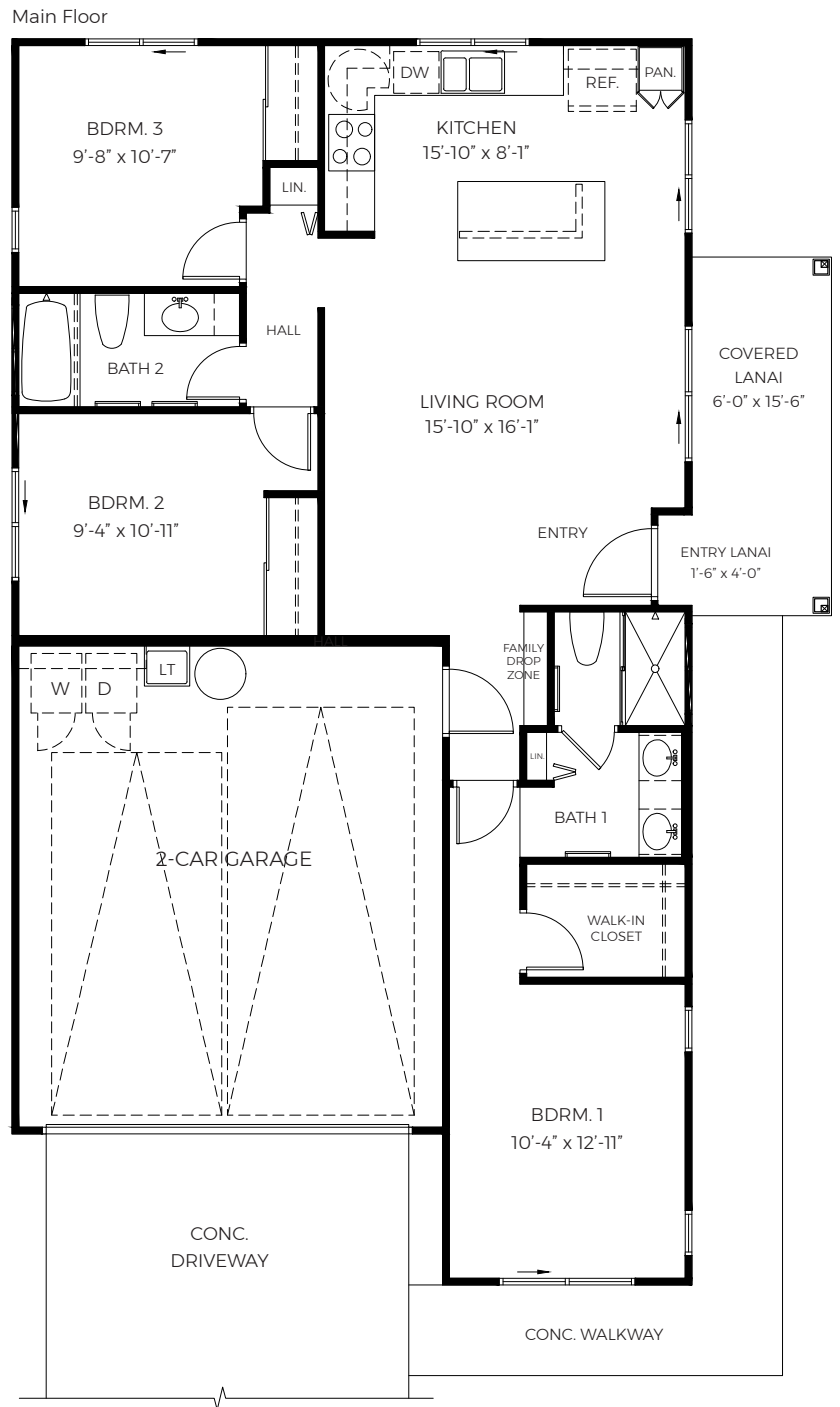 Main Floor
BDRM. 3
9’-8” x 10’-7”
LIN.
DW
REF.
PAN.
KITCHEN
15’-10” x 8’-1”
HALL
BATH 2
LIVING ROOM
15’-10” x 16’-1”
COVERED
LANAI
6’-0” x 15’-6”
BDRM. 2
9’-4” x 10’-11”
ENTRY
ENTRY LANAI
1’-6” x 4’-0”
HALL
FAMILY
DROP
ZONE
W
D
LT
LIN.
BATH 1
2-CAR GARAGE
WALK-IN
CLOSET
BDRM. 1
10’-4” x 12’-11”
CONC.
DRIVEWAY
CONC. WALKWAY